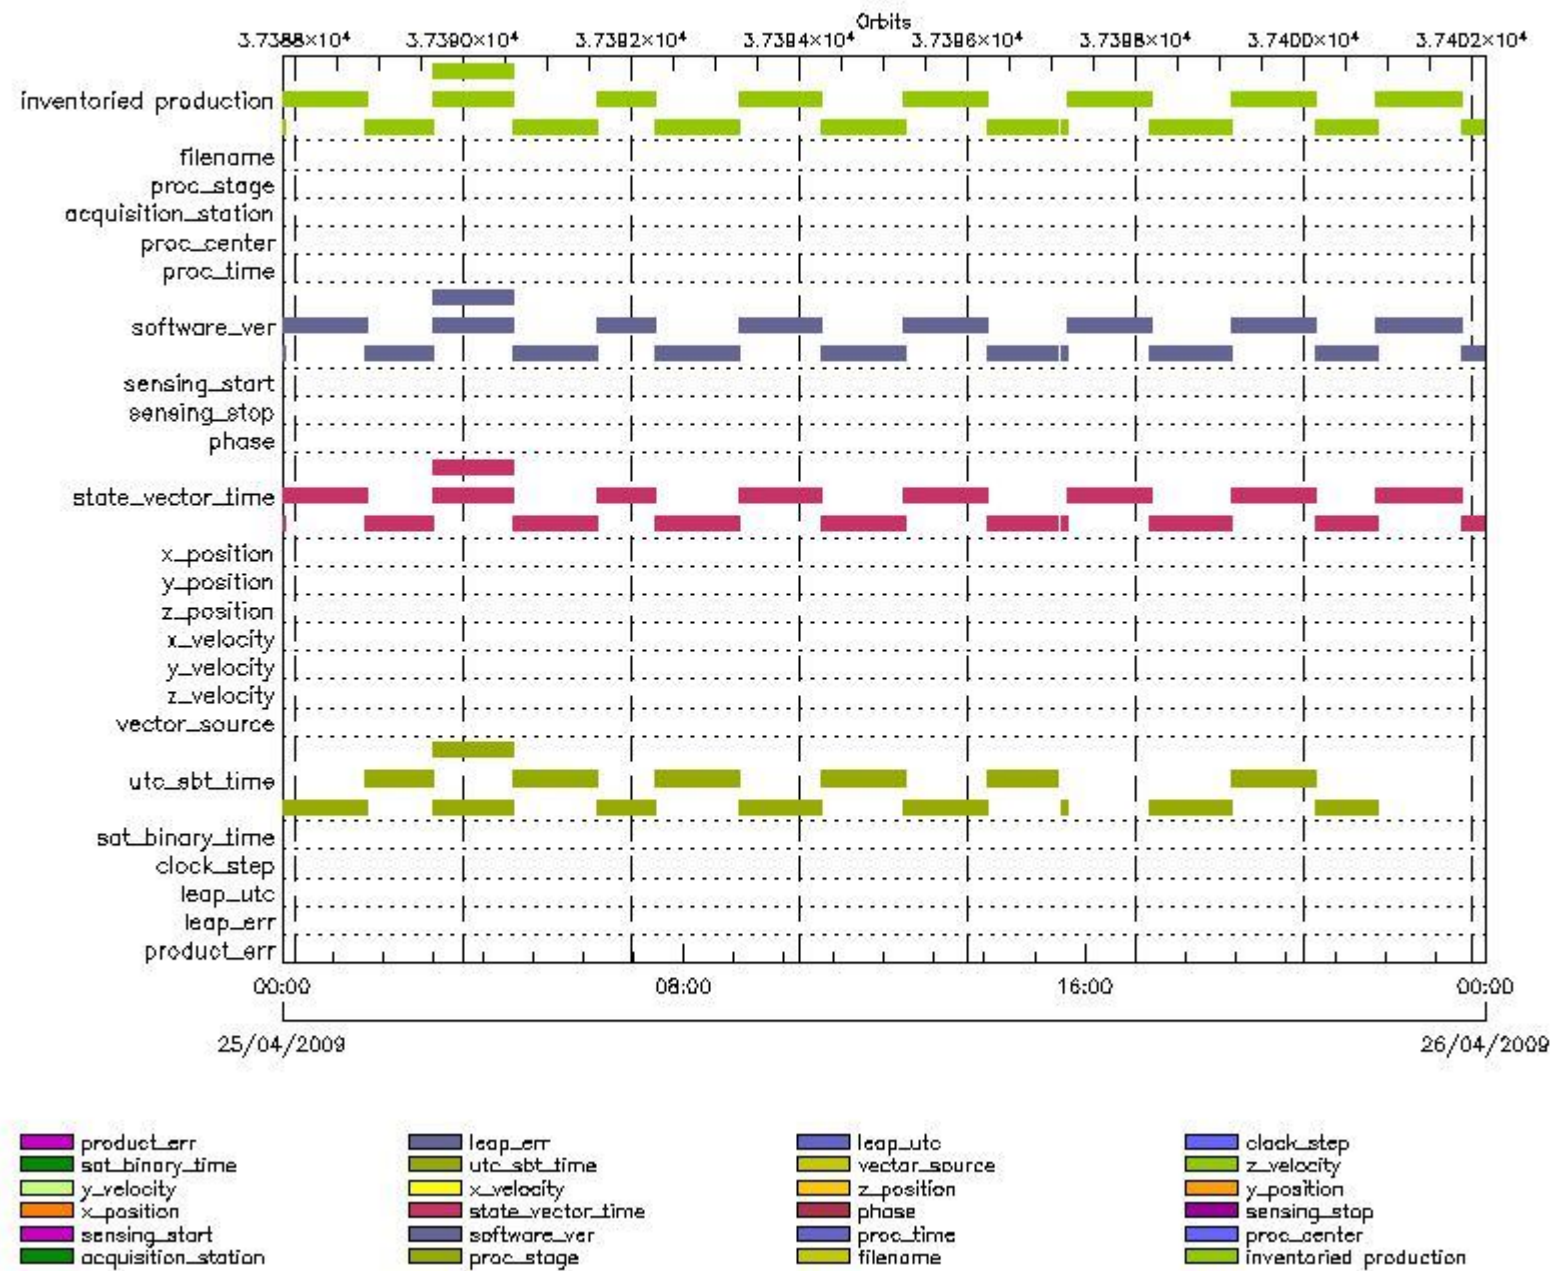 Orbits
3.7388×10⁴ 3.7390×10⁴ 3.7392×10⁴ 3.7394×10⁴ 3.7396×10⁴ 3.7398×10⁴ 3.7400×10⁴ 3.7402×10⁴
inventoried production
filename
proc_stage
acquisition_station
proc_center
proc_time
software_ver
sensing_start
sensing_stop
phase
state_vector_time
x_position
y_position
z_position
x_velocity
y_velocity
z_velocity
vector_source
utc_sbt_time
sat_binary_time
clock_step
leap_utc
leap_err
product_err
00:00 08:00 16:00 00:00
25/04/2009 26/04/2009
product_err leap_err leap_utc clock_step
sat_binary_time utc_sbt_time vector_source z_velocity
y_velocity x_velocity z_position y_position
x_position state_vector_time phase sensing_stop
sensing_start software_ver proc_time proc_center
acquisition_station proc_stage filename inventoried production